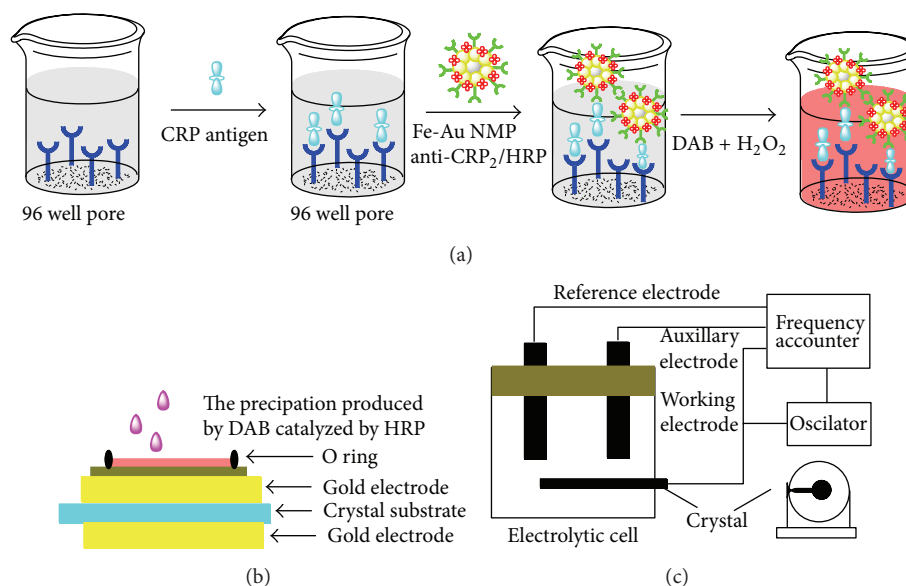 CRP antigen
Fe-Au NMP
anti-CRP₂/HRP
DAB + H₂O₂
96 well pore
96 well pore
(a)
The precipation produced
by DAB catalyzed by HRP
O ring
Gold electrode
Crystal substrate
Gold electrode
(b)
Reference electrode
Frequency
accounter
Auxillary
electrode
Working
electrode
Oscilator
Crystal
Electrolytic cell
(c)